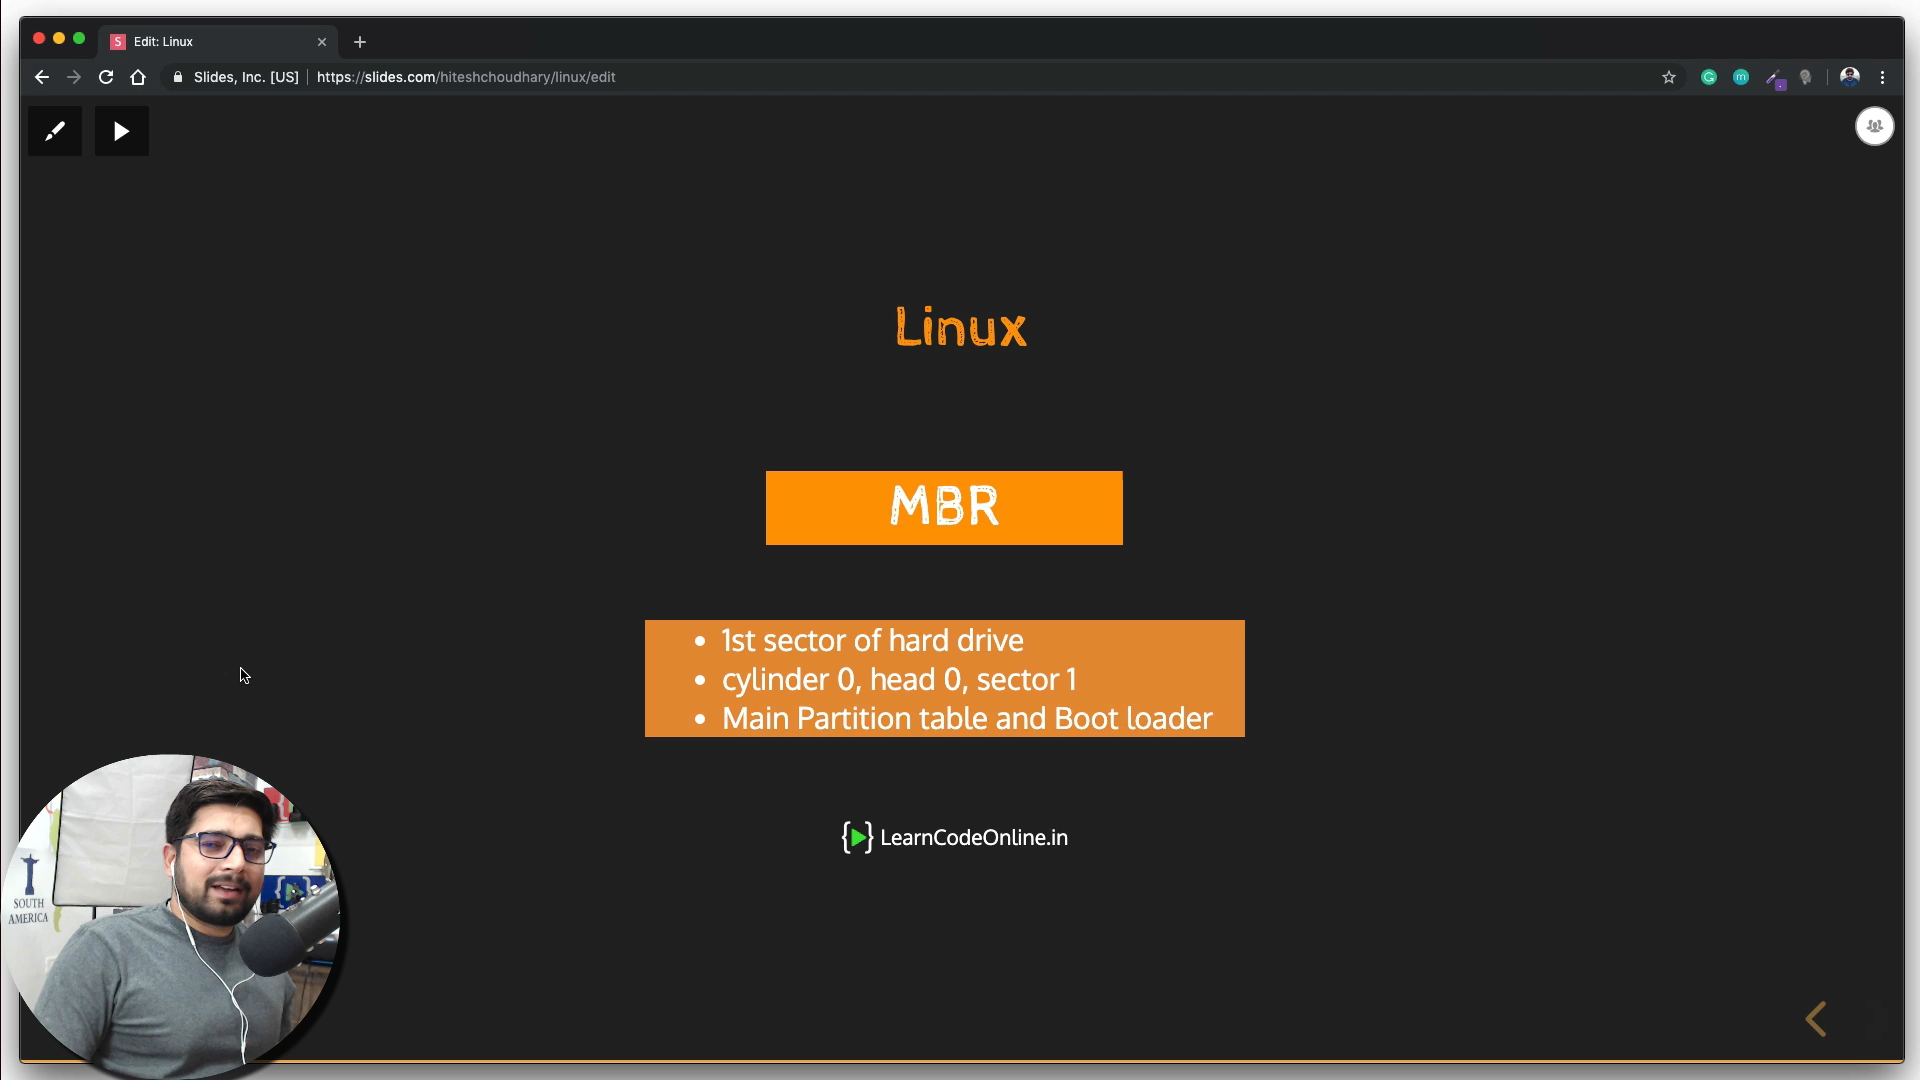 S Edit: Linux
Slides, Inc. [US] https://slides.com/hiteshchoudhary/linux/edit
Linux
MBR
• 1st sector of hard drive
• cylinder 0, head 0, sector 1
• Main Partition table and Boot loader
{▶} LearnCodeOnline.in
SOUTH
AMERICA